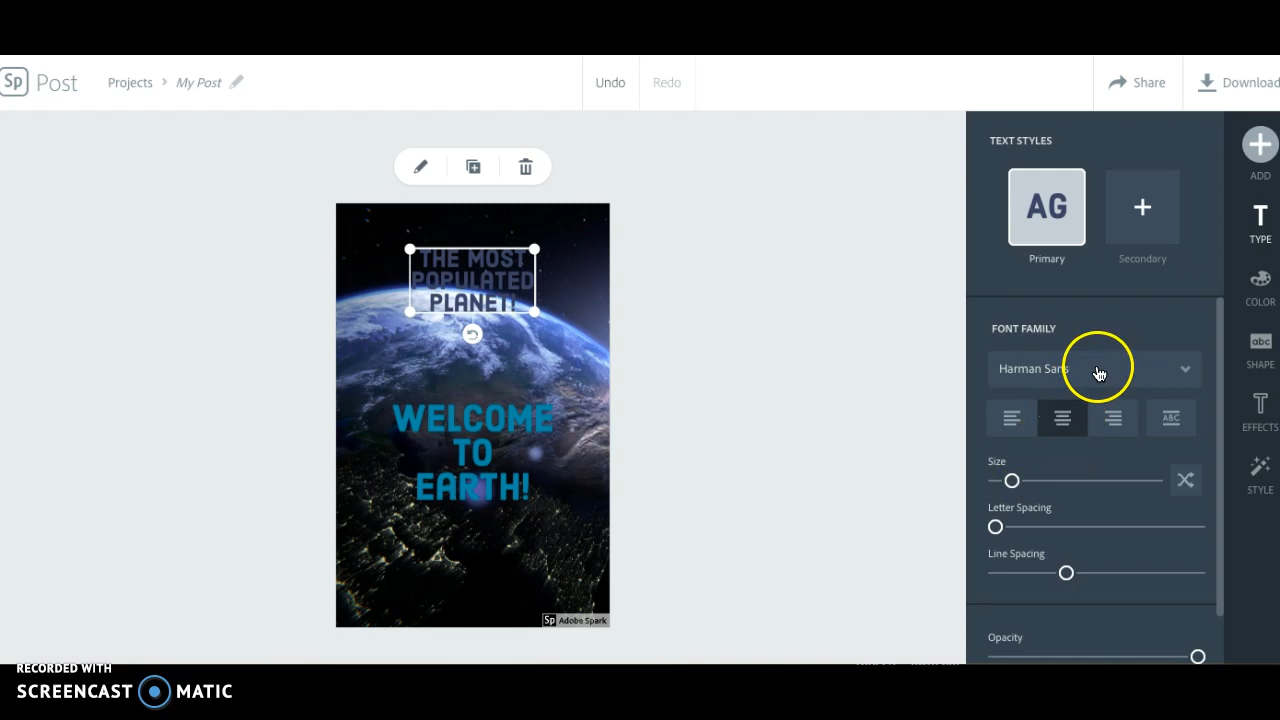 Sp Post Projects > My Post Undo Redo Share Download
TEXT STYLES
AG +
Primary Secondary
ADD
T
TYPE
COLOR
abc
SHAPE
T
EFFECTS
STYLE
FONT FAMILY
Harman Sans
ABC
Size
Letter Spacing
Line Spacing
Opacity
THE MOST
POPULATED
PLANET!
WELCOME
TO
EARTH!
Sp Adobe Spark
RECORDED WITH
SCREENCAST MATIC